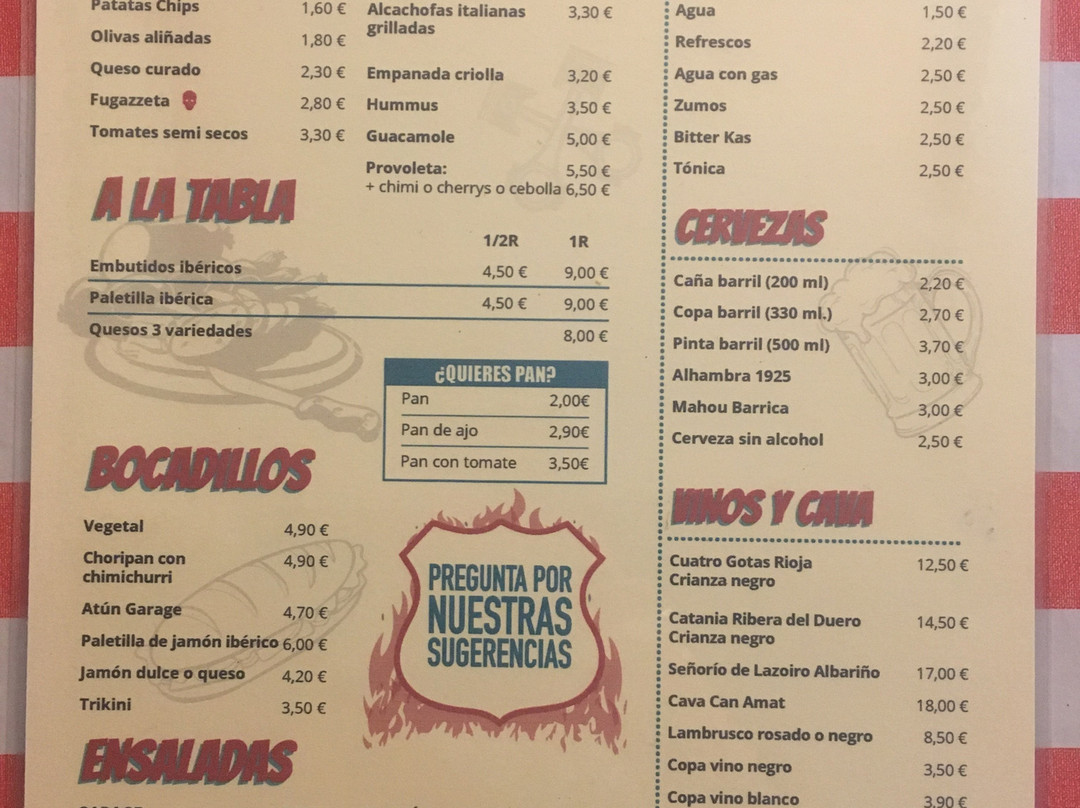 Patatas Chips 1,60 €
Olivas aliñadas 1,80 €
Queso curado 2,30 €
Fugazzeta 2,80 €
Tomates semi secos 3,30 €
Alcachofas italianas 3,30 €
grilladas
Empanada criolla 3,20 €
Hummus 3,50 €
Guacamole 5,00 €
Provoleta: 5,50 €
+ chimi o cherrys o cebolla 6,50 €
A LA TABLA
1/2R 1R
Embutidos ibéricos 4,50 € 9,00 €
Paletilla ibérica 4,50 € 9,00 €
Quesos 3 variedades 8,00 €
¿QUIERES PAN?
Pan 2,00€
Pan de ajo 2,90€
Pan con tomate 3,50€
BOCADILLOS
Vegetal 4,90 €
Choripan con 4,90 €
chimichurri
Atún Garage 4,70 €
Paletilla de jamón ibérico 6,00 €
Jamón dulce o queso 4,20 €
Trikini 3,50 €
PREGUNTA POR
NUESTRAS
SUGERENCIAS
ENSALADAS
Agua 1,50 €
Refrescos 2,20 €
Agua con gas 2,50 €
Zumos 2,50 €
Bitter Kas 2,50 €
Tónica 2,50 €
CERVEZAS
Caña barril (200 ml) 2,20 €
Copa barril (330 ml.) 2,70 €
Pinta barril (500 ml) 3,70 €
Alhambra 1925 3,00 €
Mahou Barrica 3,00 €
Cerveza sin alcohol 2,50 €
VINOS Y CAVA
Cuatro Gotas Rioja 12,50 €
Crianza negro
Catania Ribera del Duero 14,50 €
Crianza negro
Señorío de Lazoiro Albariño 17,00 €
Cava Can Amat 18,00 €
Lambrusco rosado o negro 8,50 €
Copa vino negro 3,50 €
Copa vino blanco 3,90 €